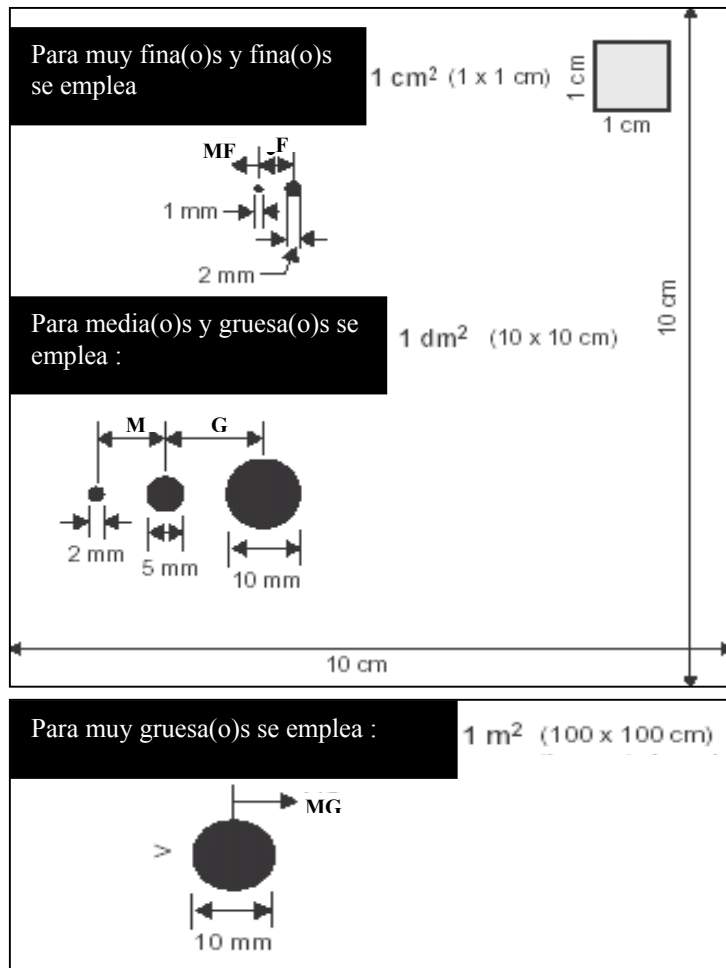 Para muy fina(o)s y fina(o)s
se emplea
1 cm² (1 x 1 cm)
1 cm
1 cm
MF F
1 mm
2 mm
10 cm
Para media(o)s y gruesa(o)s se
emplea :
1 dm² (10 x 10 cm)
M G
2 mm
5 mm
10 mm
10 cm
Para muy gruesa(o)s se emplea :
1 m² (100 x 100 cm)
MG
>
10 mm